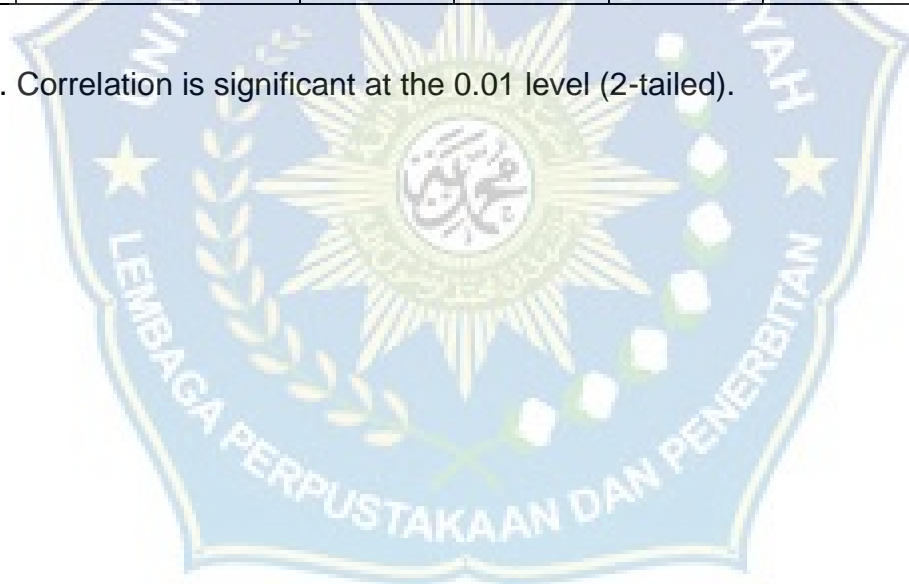 . Correlation is significant at the 0.01 level (2-tailed).
LEMBAGA PERPUSTAKAAN DAN PENERBITAN